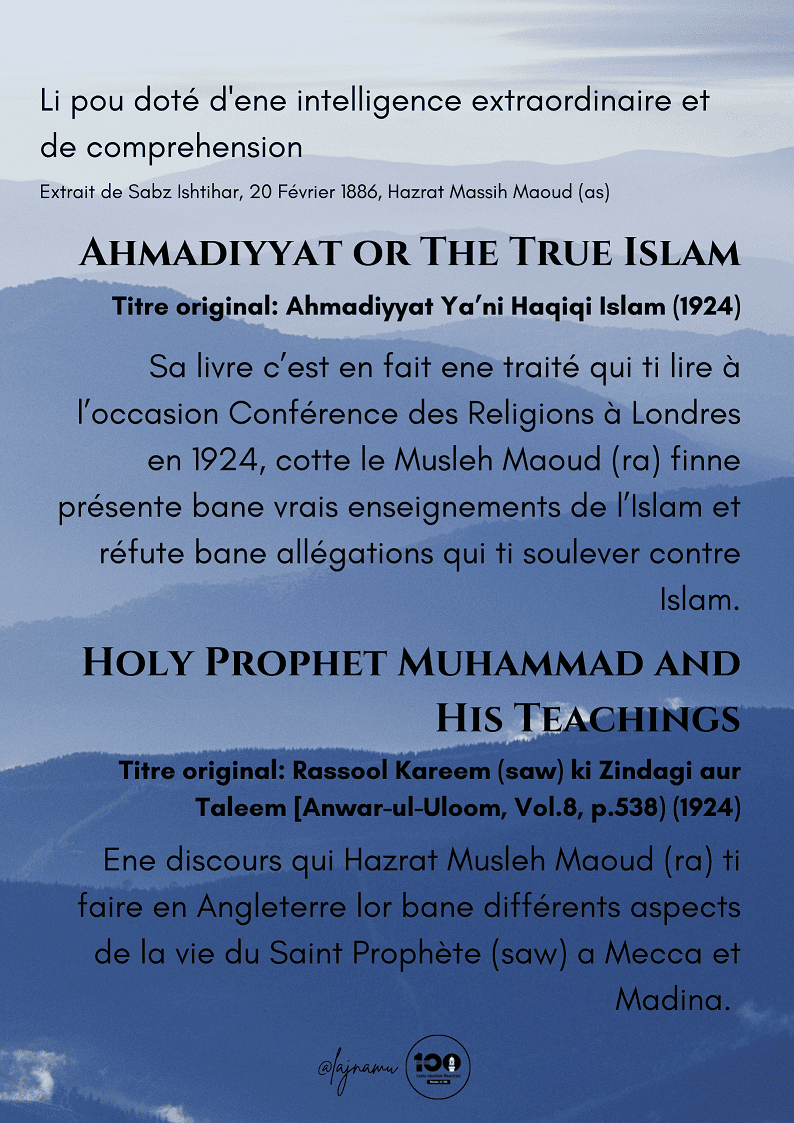 Li pou doté d'ene intelligence extraordinaire et
de comprehension
Extrait de Sabz Ishtihar, 20 Février 1886, Hazrat Massih Maoud (as)
Ahmadiyyat or The True Islam
Titre original: Ahmadiyyat Ya’ni Haqiqi Islam (1924)
Sa livre c’est en fait ene traité qui ti lire à
l’occasion Conférence des Religions à Londres
en 1924, cotte le Musleh Maoud (ra) finne
présente bane vrais enseignements de l’Islam et
réfute bane allégations qui ti soulever contre
Islam.
Holy Prophet Muhammad and
His Teachings
Titre original: Rassool Kareem (saw) ki Zindagi aur
Taleem [Anwar-ul-Uloom, Vol.8, p.538) (1924)
Ene discours qui Hazrat Musleh Maoud (ra) ti
faire en Angleterre lor bane différents aspects
de la vie du Saint Prophète (saw) a Mecca et
Madina.
@lajnamu
100